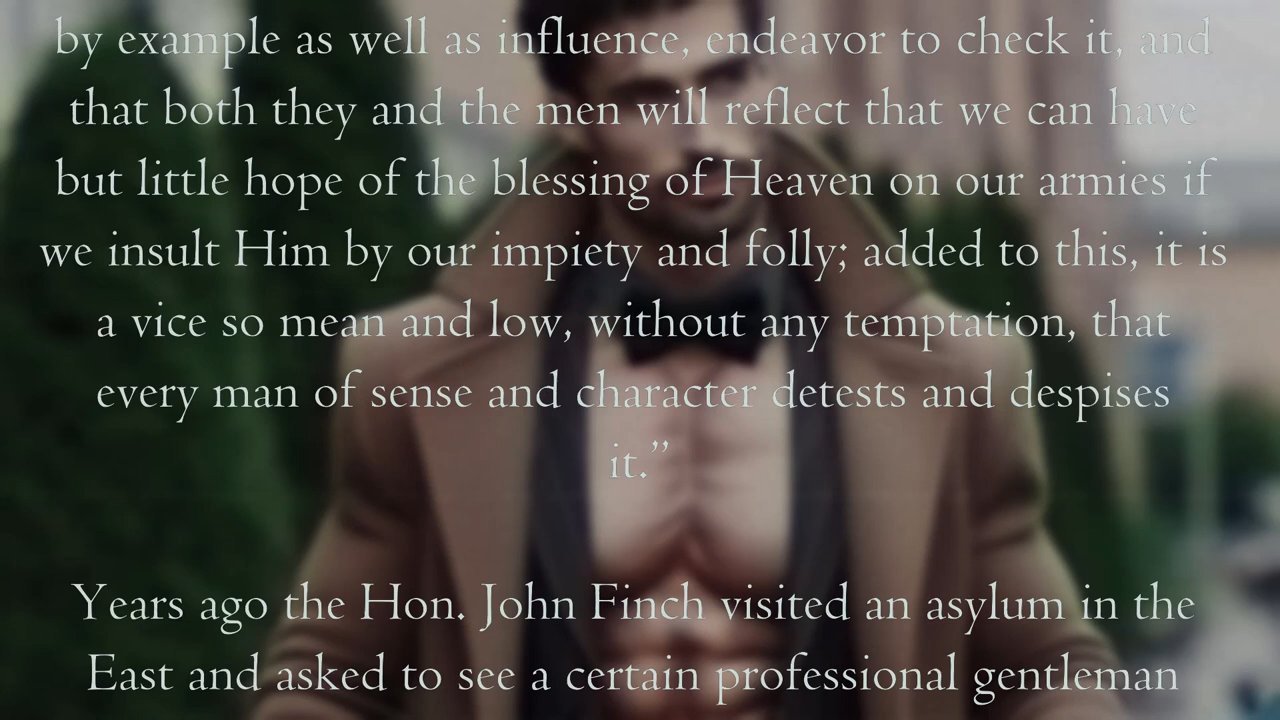 by example as well as influence, endeavor to check it, and
that both they and the men will reflect that we can have
but little hope of the blessing of Heaven on our armies if
we insult Him by our impiety and folly; added to this, it is
a vice so mean and low, without any temptation, that
every man of sense and character detests and despises
it.”
Years ago the Hon. John Finch visited an asylum in the
East and asked to see a certain professional gentleman